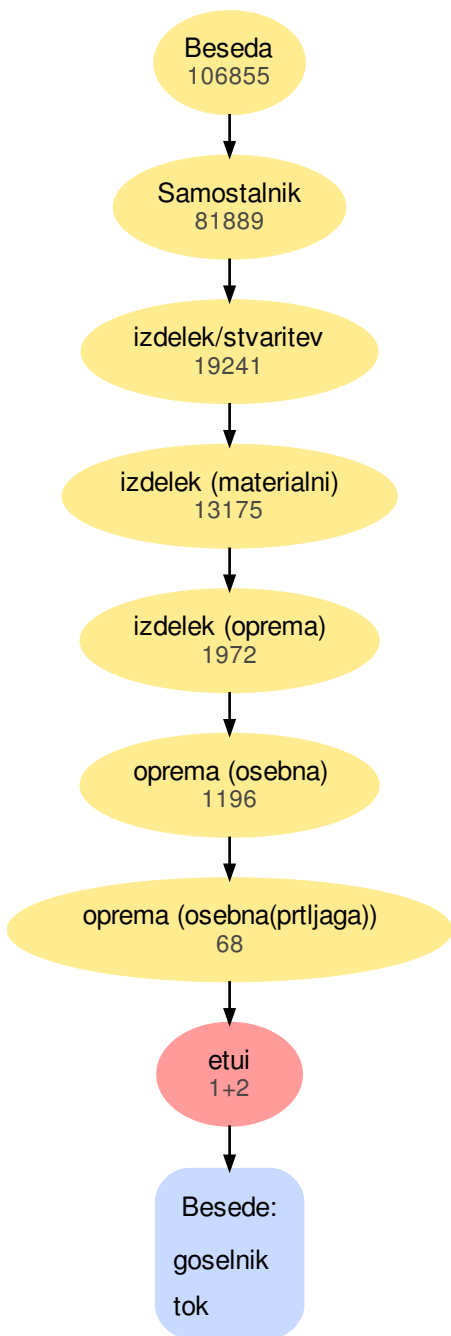 Beseda
106855
Samostalnik
81889
izdelek/stvaritev
19241
izdelek (materialni)
13175
izdelek (oprema)
1972
oprema (osebna)
1196
oprema (osebna(prtljaga))
68
etui
1+2
Besede:
goselnik
tok